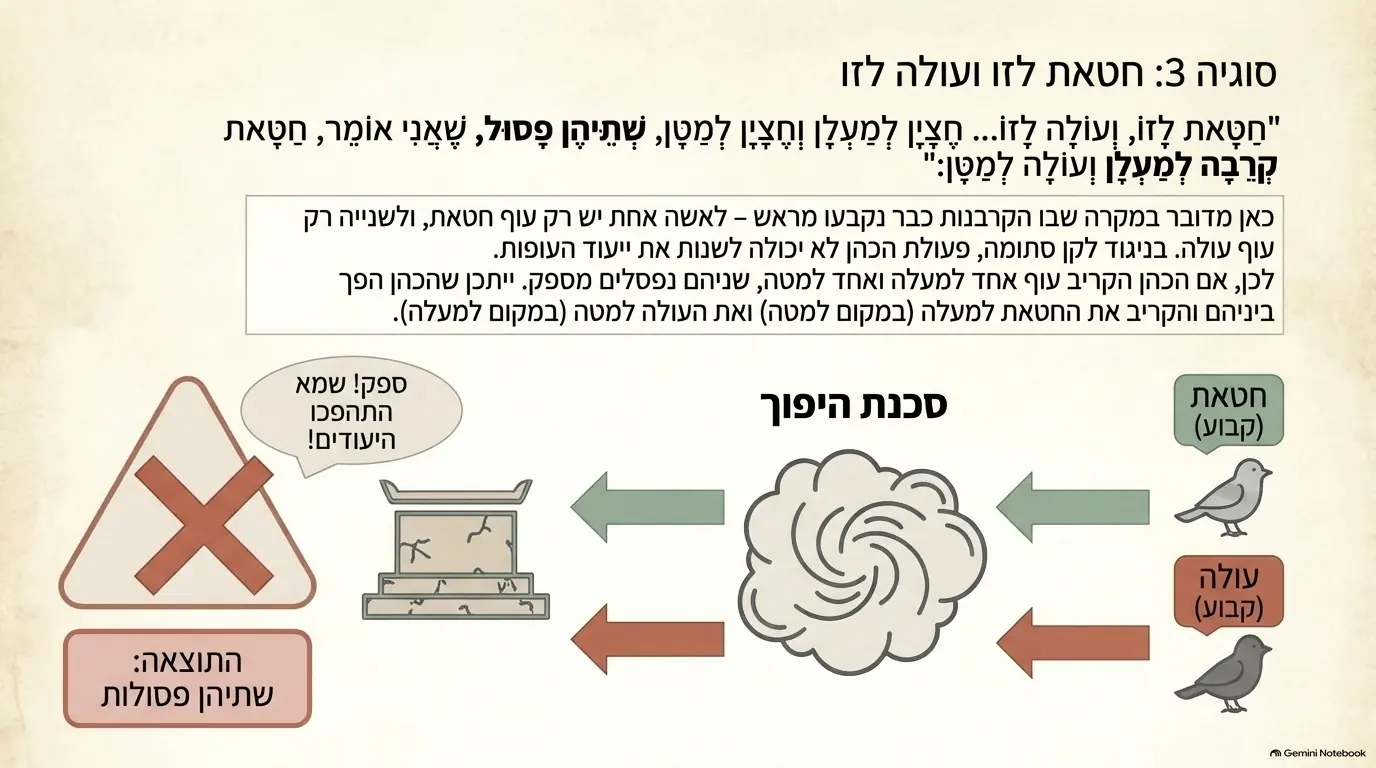 סוגיה 3: חטאת לזו ועולה לזו
"חַטָּאת לָזוֹ, וְעוֹלָה לָזוֹ... חֶצְיָן לְמַעְלָן וְחֶצְיָן לְמַטָּן, שְׁתֵּיהֶן פָּסוּל, שֶׁאֲנִי אוֹמֵר, חַטָּאת
קְרֵבָה לְמַעְלָן וְעוֹלָה לְמַטָּן:"
כאן מדובר במקרה שבו הקרבנות כבר נקבעו מראש – לאשה אחת יש רק עוף חטאת, ולשנייה רק
עוף עולה. בניגוד לקן סתומה, פעולת הכהן לא יכולה לשנות את ייעוד העופות.
לכן, אם הכהן הקריב עוף אחד למעלה ואחד למטה, שניהם נפסלים מספק. ייתכן שהכהן הפך
ביניהם והקריב את החטאת למעלה (במקום למטה) ואת העולה למטה (במקום למעלה).
חטאת
(קבוע)
עולה
(קבוע)
סכנת היפוך
ספק! שמא
התהפכו
היעודים!
התוצאה:
שתיהן פסולות
Gemini Notebook